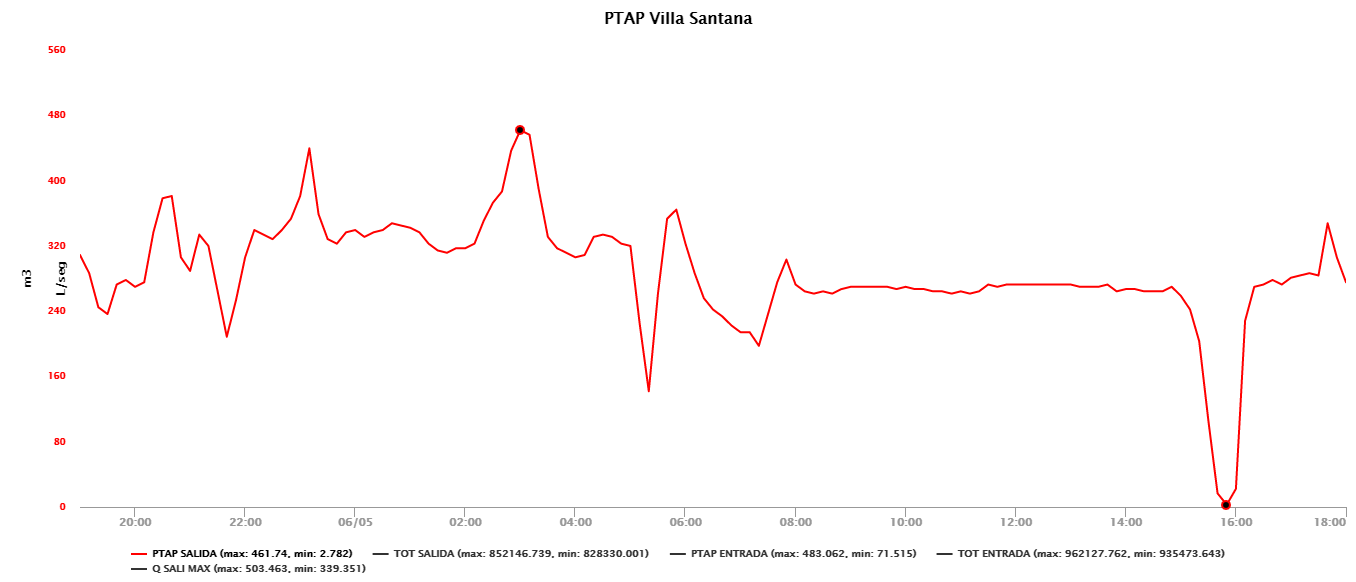 PTAP Villa Santana
560
480
400
320
240
160
80
0
m3
L/seg
20:00 22:00 06/05 02:00 04:00 06:00 08:00 10:00 12:00 14:00 16:00 18:00
PTAP SALIDA (max: 461.74, min: 2.782) TOT SALIDA (max: 852146.739, min: 828330.001) PTAP ENTRADA (max: 483.062, min: 71.515) TOT ENTRADA (max: 962127.762, min: 935473.643)
Q SALI MAX (max: 503.463, min: 339.351)